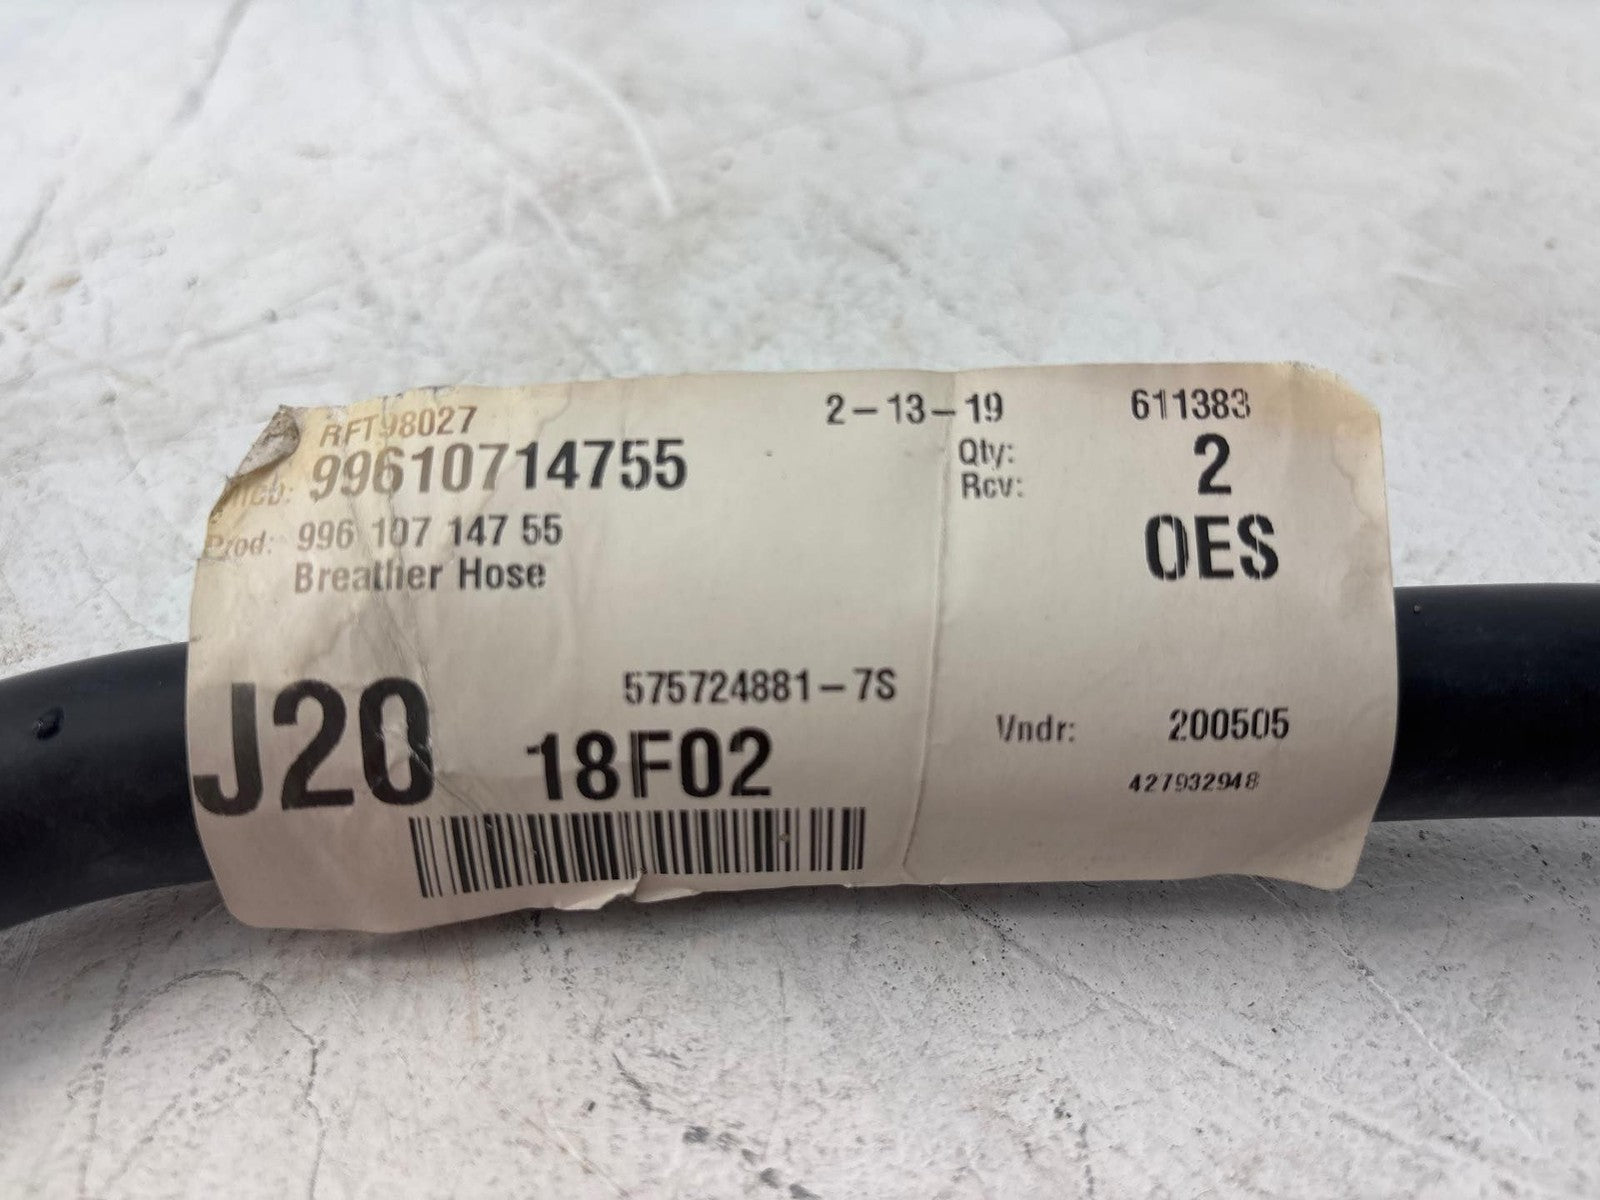 RFT98027 2-13-19 611383
99610714755 Qty: 2
Rcv:
Prod: 996 107 147 55 OES
Breather Hose
575724881-7S
J20 18F02 Vndr: 200505
427932948